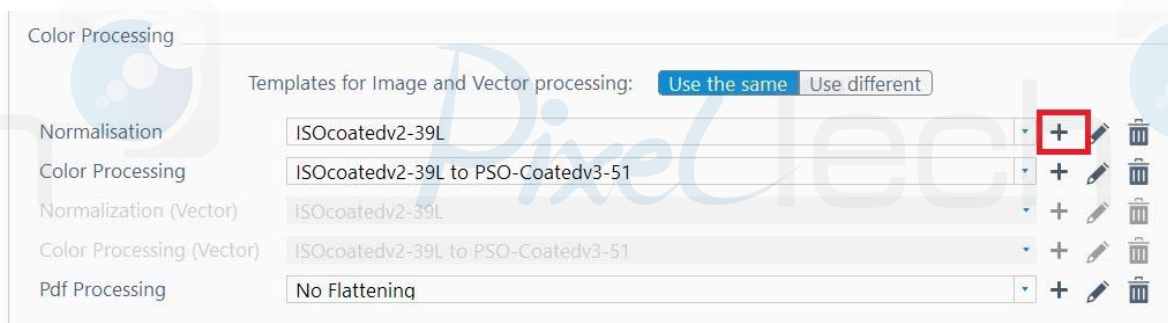 Color Processing
Templates for Image and Vector processing: Use the same Use different
Normalisation ISOcoatedv2-39L
Color Processing ISOcoatedv2-39L to PSO-Coatedv3-51
Normalization (Vector) ISOcoatedv2-39L
Color Processing (Vector) ISOcoatedv2-39L to PSO-Coatedv3-51
Pdf Processing No Flattening
Pixel Tech